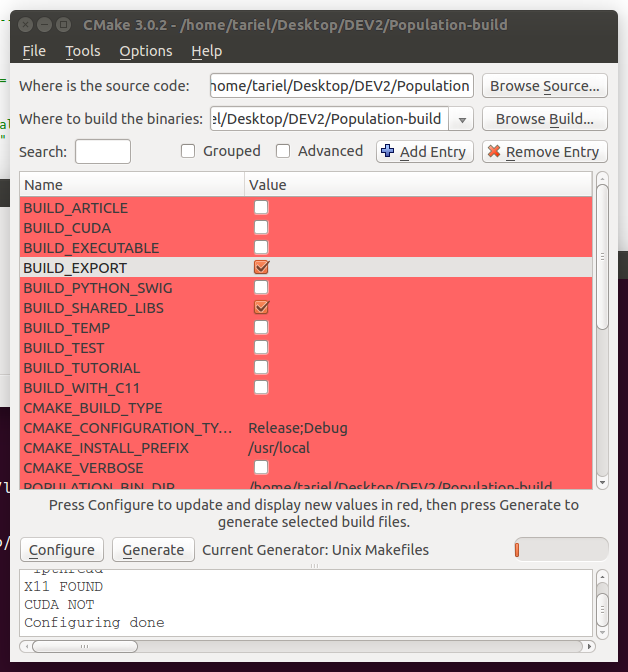 CMake 3.0.2 - /home/tariel/Desktop/DEV2/Population-build
File Tools Options Help
Where is the source code: home/tariel/Desktop/DEV2/Population Browse Source...
Where to build the binaries: el/Desktop/DEV2/Population-build Browse Build...
Search: Grouped Advanced Add Entry Remove Entry
Name Value
BUILD_ARTICLE
BUILD_CUDA
BUILD_EXECUTABLE
BUILD_EXPORT
BUILD_PYTHON_SWIG
BUILD_SHARED_LIBS
BUILD_TEMP
BUILD_TEST
BUILD_TUTORIAL
BUILD_WITH_C11
CMAKE_BUILD_TYPE
CMAKE_CONFIGURATION_TY... Release;Debug
CMAKE_INSTALL_PREFIX /usr/local
CMAKE_VERBOSE
POPULATION_BIN_DIR /home/tariel/Desktop/DEV2/Population-build
Press Configure to update and display new values in red, then press Generate to
generate selected build files.
Configure Generate Current Generator: Unix Makefiles
-lpthread
X11 FOUND
CUDA NOT
Configuring done